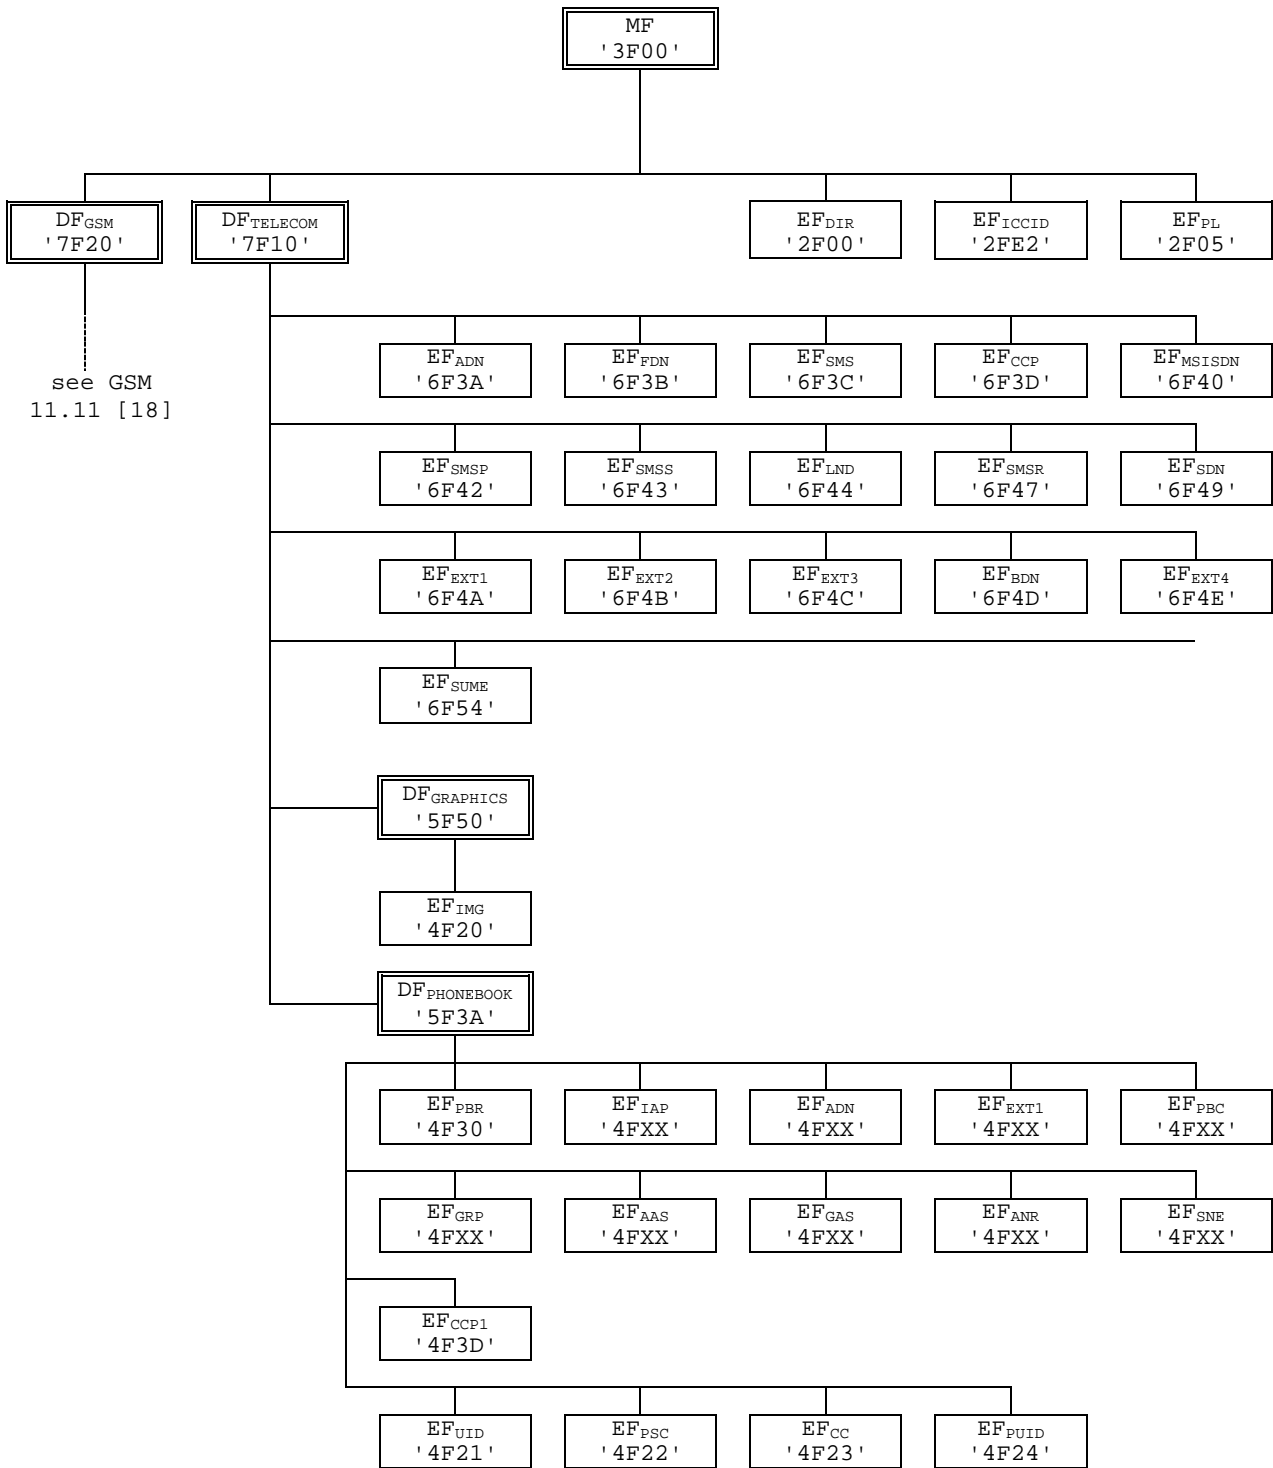 MF
'3F00'
DFGSM
'7F20'
DFTELECOM
'7F10'
EFDIR
'2F00'
EFICCID
'2FE2'
EFPL
'2F05'
see GSM
11.11 [18]
EFADN
'6F3A'
EFFDN
'6F3B'
EFSMS
'6F3C'
EFCCP
'6F3D'
EFMSISDN
'6F40'
EFSMSP
'6F42'
EFSMSS
'6F43'
EFLND
'6F44'
EFSMSR
'6F47'
EFSDN
'6F49'
EFEXT1
'6F4A'
EFEXT2
'6F4B'
EFEXT3
'6F4C'
EFBDN
'6F4D'
EFEXT4
'6F4E'
EFSUME
'6F54'
DFGRAPHICS
'5F50'
EFIMG
'4F20'
DFPHONEBOOK
'5F3A'
EFPBR
'4F30'
EFIAP
'4FXX'
EFADN
'4FXX'
EFEXT1
'4FXX'
EFPBC
'4FXX'
EFGRP
'4FXX'
EFAAS
'4FXX'
EFGAS
'4FXX'
EFANR
'4FXX'
EFSNE
'4FXX'
EFCCP1
'4F3D'
EFUID
'4F21'
EFPSC
'4F22'
EFCC
'4F23'
EFPUID
'4F24'